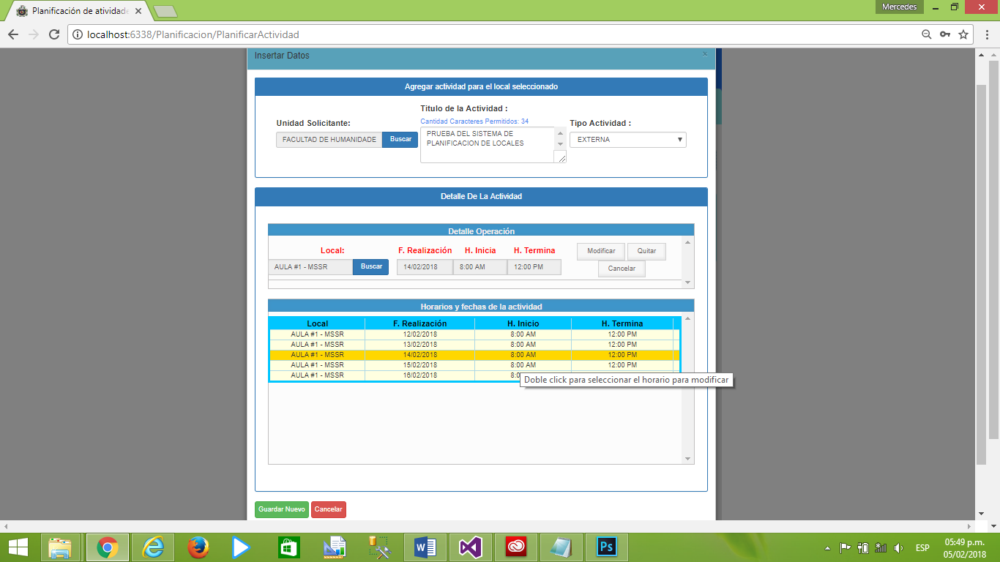 Planificación de atividade
Mercedes
localhost:6338/Planificacion/PlanificarActividad
Insertar Datos
×
Agregar actividad para el local seleccionado
Unidad Solicitante:
FACULTAD DE HUMANIDADE
Buscar
Titulo de la Actividad :
Cantidad Caracteres Permitidos: 34
PRUEBA DEL SISTEMA DE
PLANIFICACION DE LOCALES
Tipo Actividad :
EXTERNA
Detalle De La Actividad
Detalle Operación
Local: F. Realización H. Inicia H. Termina
AULA #1 - MSSR Buscar 14/02/2018 8:00 AM 12:00 PM
Modificar Quitar
Cancelar
Horarios y fechas de la actividad
Local F. Realización H. Inicio H. Termina
AULA #1 - MSSR 12/02/2018 8:00 AM 12:00 PM
AULA #1 - MSSR 13/02/2018 8:00 AM 12:00 PM
AULA #1 - MSSR 14/02/2018 8:00 AM 12:00 PM
AULA #1 - MSSR 15/02/2018 8:00 AM 12:00 PM
AULA #1 - MSSR 16/02/2018 8:0
Doble click para seleccionar el horario para modificar
Guardar Nuevo Cancelar
Ps
ESP
05:49 p.m.
05/02/2018